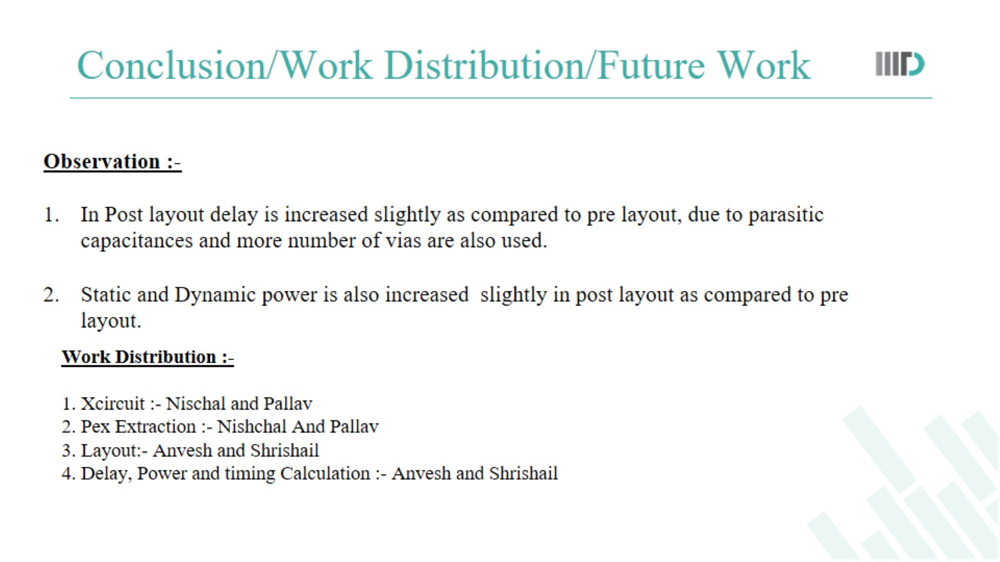 Conclusion/Work Distribution/Future Work
IIITD
Observation :-
1. In Post layout delay is increased slightly as compared to pre layout, due to parasitic
capacitances and more number of vias are also used.
2. Static and Dynamic power is also increased  slightly in post layout as compared to pre
layout.
Work Distribution :-
1. Xcircuit :- Nischal and Pallav
2. Pex Extraction :- Nishchal And Pallav
3. Layout:- Anvesh and Shrishail
4. Delay, Power and timing Calculation :- Anvesh and Shrishail